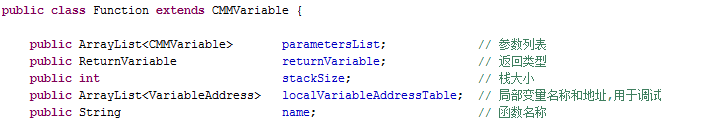 public class Function extends CMMVariable {
public ArrayList<CMMVariable> parametersList; // 参数列表
public ReturnVariable returnVariable; // 返回类型
public int stackSize; // 栈大小
public ArrayList<VariableAddress> localVariableAddressTable; // 局部变量名称和地址,用于调试
public String name; // 函数名称